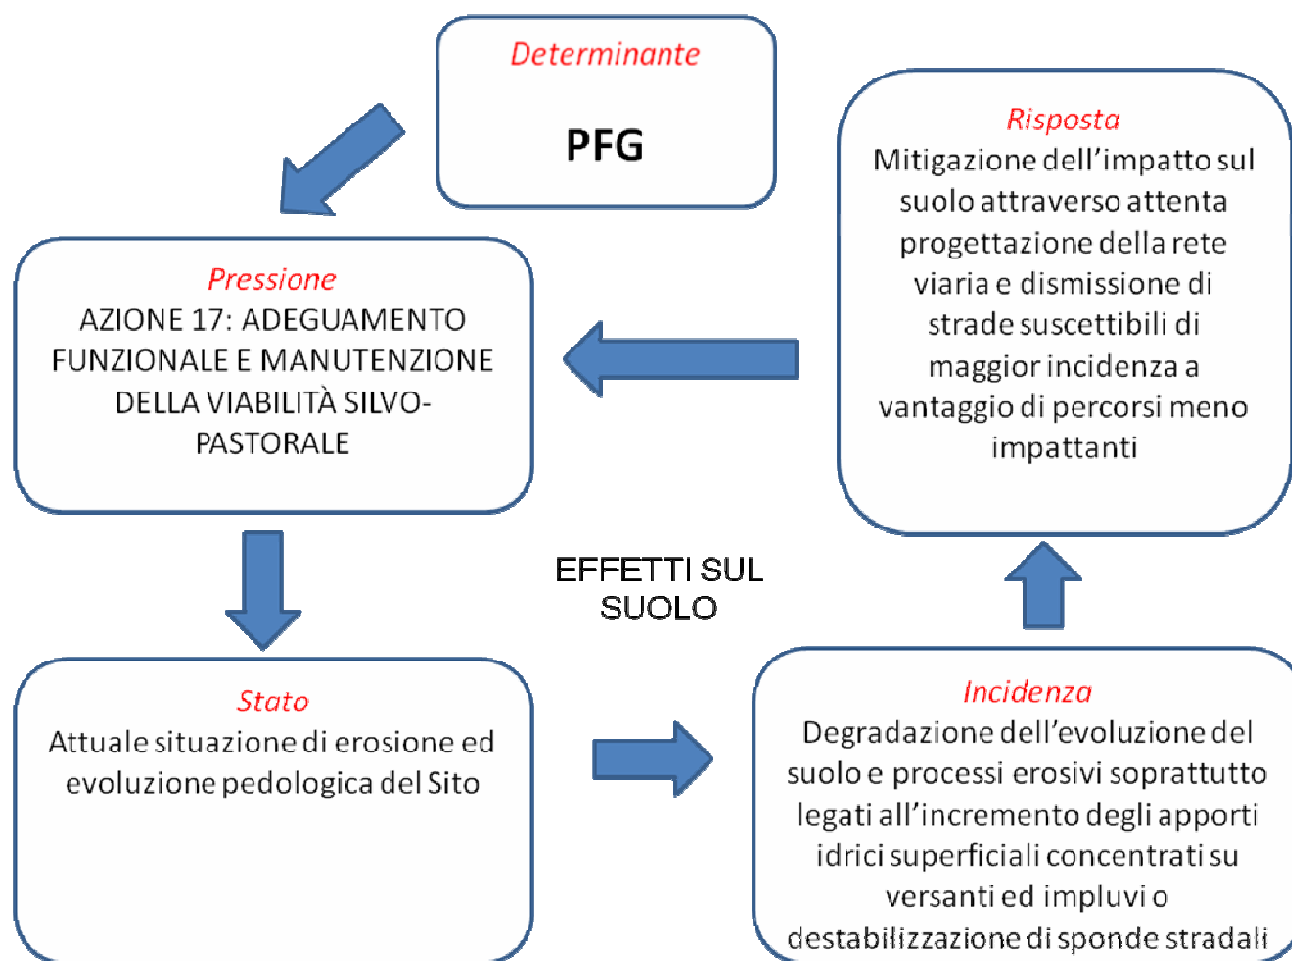 Determinante
PFG
Pressione
AZIONE 17: ADEGUAMENTO
FUNZIONALE E MANUTENZIONE
DELLA VIABILITÀ SILVO-
PASTORALE
Stato
Attuale situazione di erosione ed
evoluzione pedologica del Sito
EFFETTI SUL
SUOLO
Incidenza
Degradazione dell'evoluzione del
suolo e processi erosivi soprattutto
legati all'incremento degli apporti
idrici superficiali concentrati su
versanti ed impluvi o
destabilizzazione di sponde stradali
Risposta
Mitigazione dell'impatto sul
suolo attraverso attenta
progettazione della rete
viaria e dismissione di
strade suscettibili di
maggior incidenza a
vantaggio di percorsi meno
impattanti